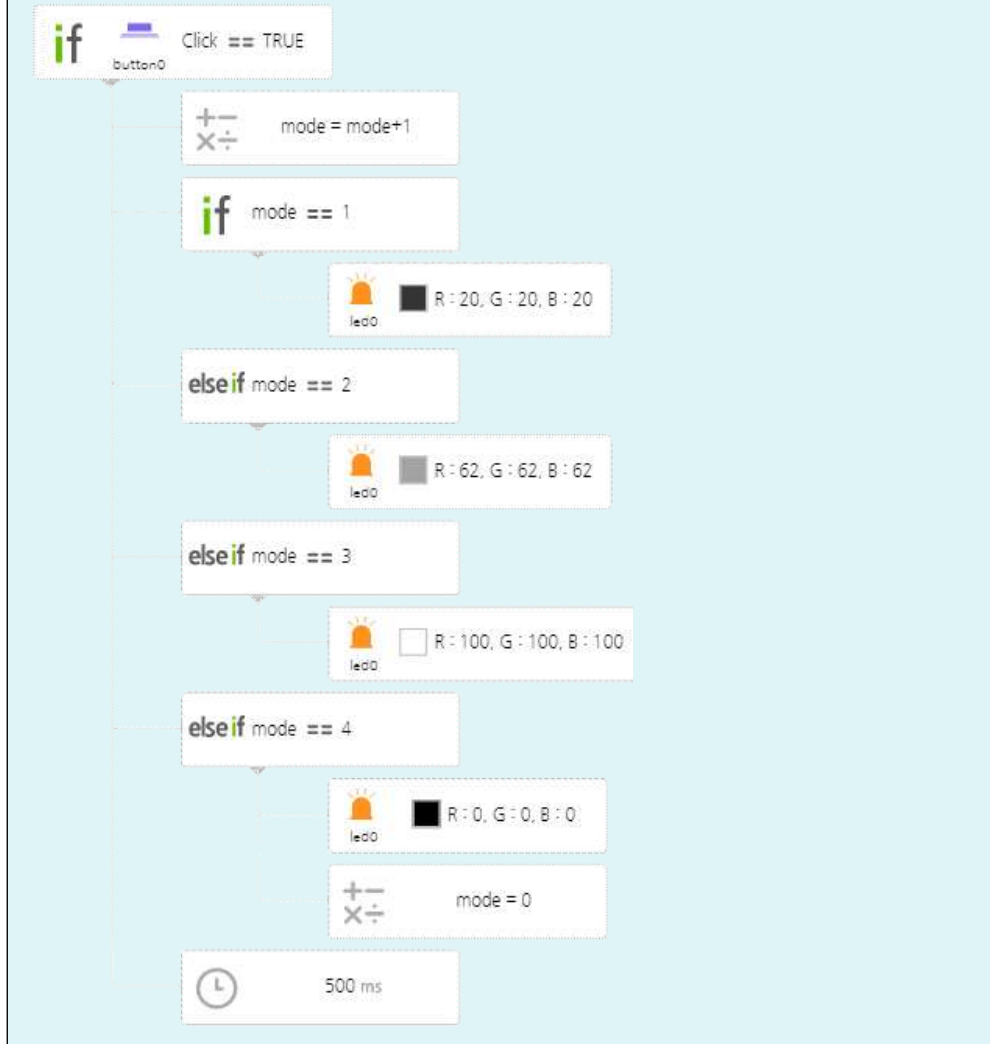 if button0 Click == TRUE
mode = mode+1
if mode == 1
led0 R : 20, G : 20, B : 20
else if mode == 2
led0 R : 62, G : 62, B : 62
else if mode == 3
led0 R : 100, G : 100, B : 100
else if mode == 4
led0 R : 0, G : 0, B : 0
mode = 0
500 ms